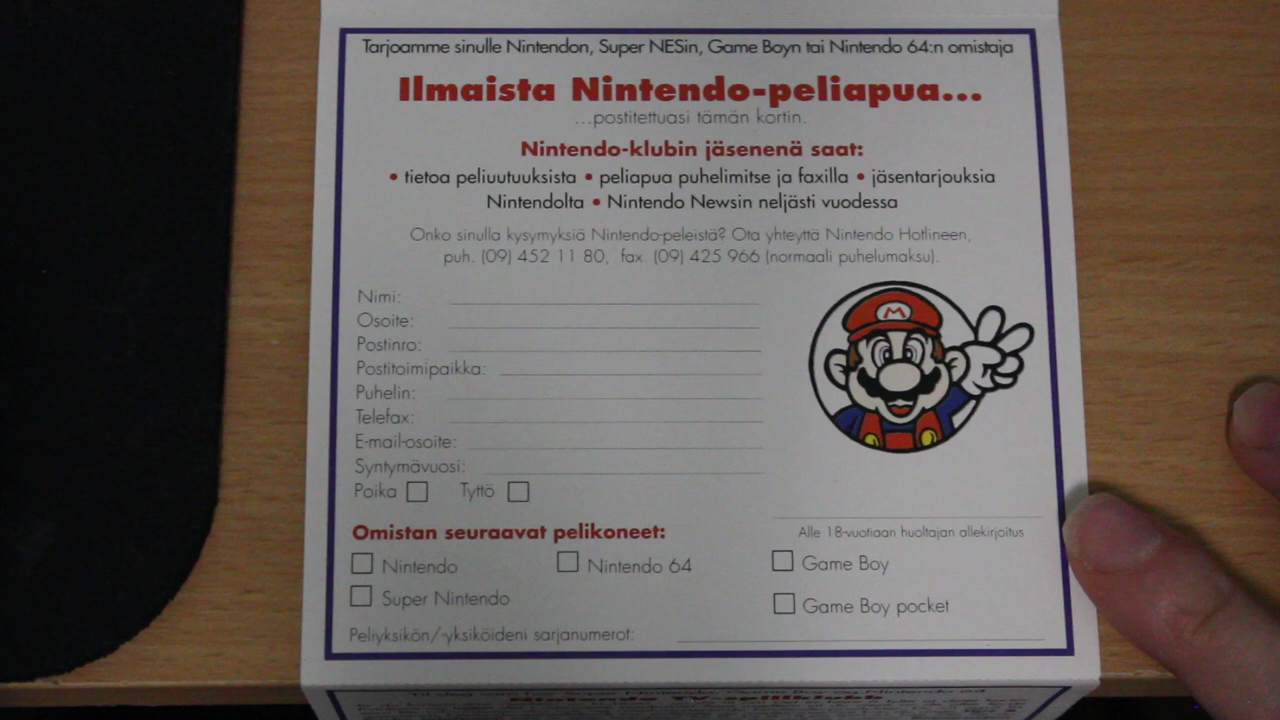 Tarjoamme sinulle Nintendon, Super NESin, Game Boyn tai Nintendo 64:n omistaja
Ilmaista Nintendo-peliapua...
...postitettuasi tämän kortin.
Nintendo-klubin jäsenenä saat:
• tietoa peliuutuuksista • peliapua puhelimitse ja faxilla • jäsentarjouksia
Nintendolta • Nintendo Newsin neljästi vuodessa
Onko sinulla kysymyksiä Nintendo-peleistä? Ota yhteyttä Nintendo Hotlineen,
puh. (09) 452 11 80, fax. (09) 425 966 (normaali puhelumaksu).
Nimi:
Osoite:
Postinro:
Postitoimipaikka:
Puhelin:
Telefax:
E-mail-osoite:
Syntymävuosi:
Poika Tyttö
M
Omistan seuraavat pelikoneet:
Alle 18-vuotiaan huoltajan allekirjoitus
Nintendo Nintendo 64 Game Boy
Super Nintendo Game Boy pocket
Peliyksikön/-yksiköideni sarjanumerot:
Nintendo TV-spillklubb